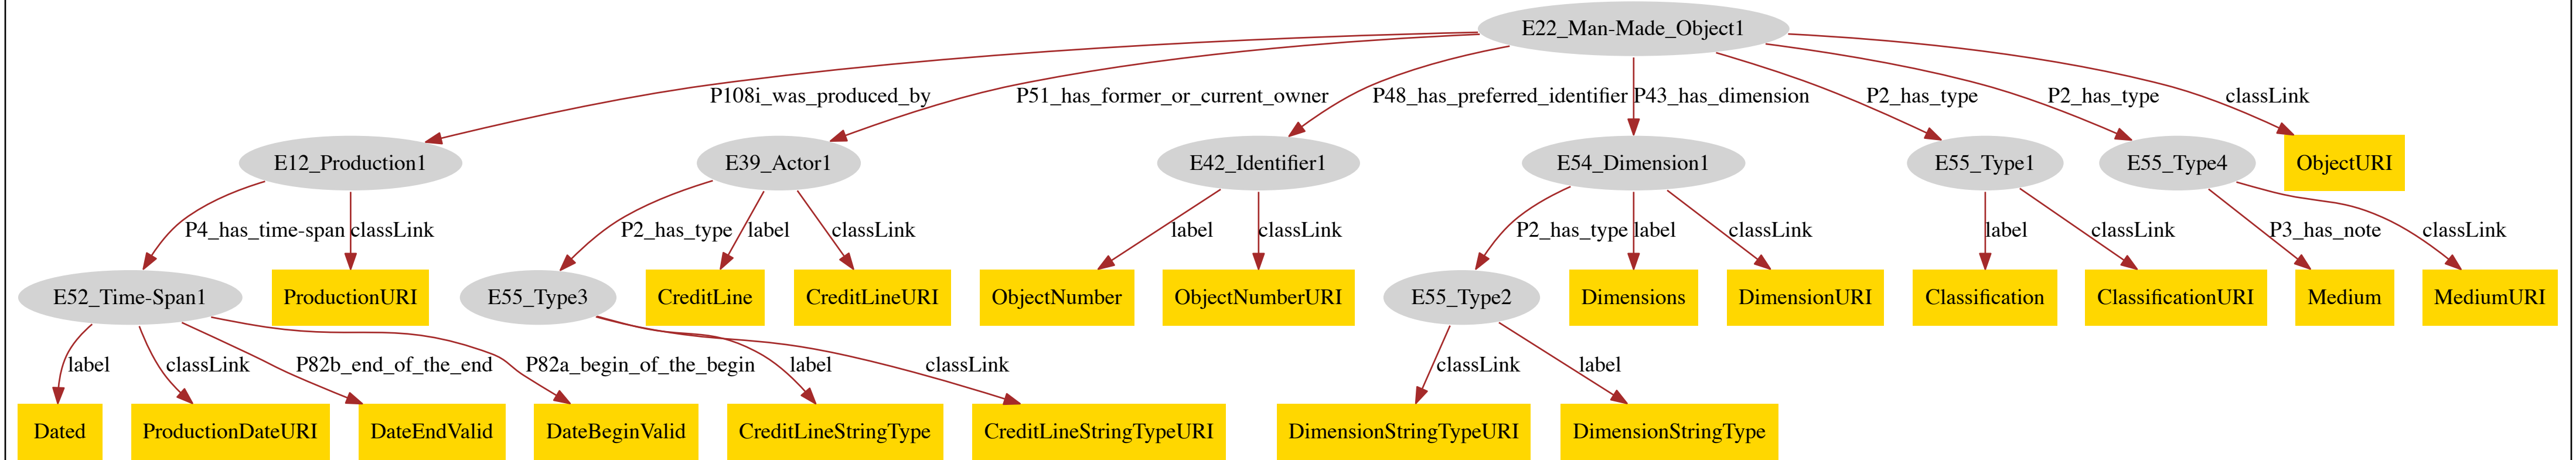 E22_Man-Made_Object1
P108i_was_produced_by P51_has_former_or_current_owner P48_has_preferred_identifier P43_has_dimension P2_has_type P2_has_type classLink
E12_Production1 E39_Actor1 E42_Identifier1 E54_Dimension1 E55_Type1 E55_Type4 ObjectURI
P4_has_time-span classLink P2_has_type label classLink label classLink P2_has_type label classLink label classLink P3_has_note classLink
E52_Time-Span1 ProductionURI E55_Type3 CreditLine CreditLineURI ObjectNumber ObjectNumberURI E55_Type2 Dimensions DimensionURI Classification ClassificationURI Medium MediumURI
label classLink P82b_end_of_the_end P82a_begin_of_the_begin label classLink classLink label
Dated ProductionDateURI DateEndValid DateBeginValid CreditLineStringType CreditLineStringTypeURI DimensionStringTypeURI DimensionStringType